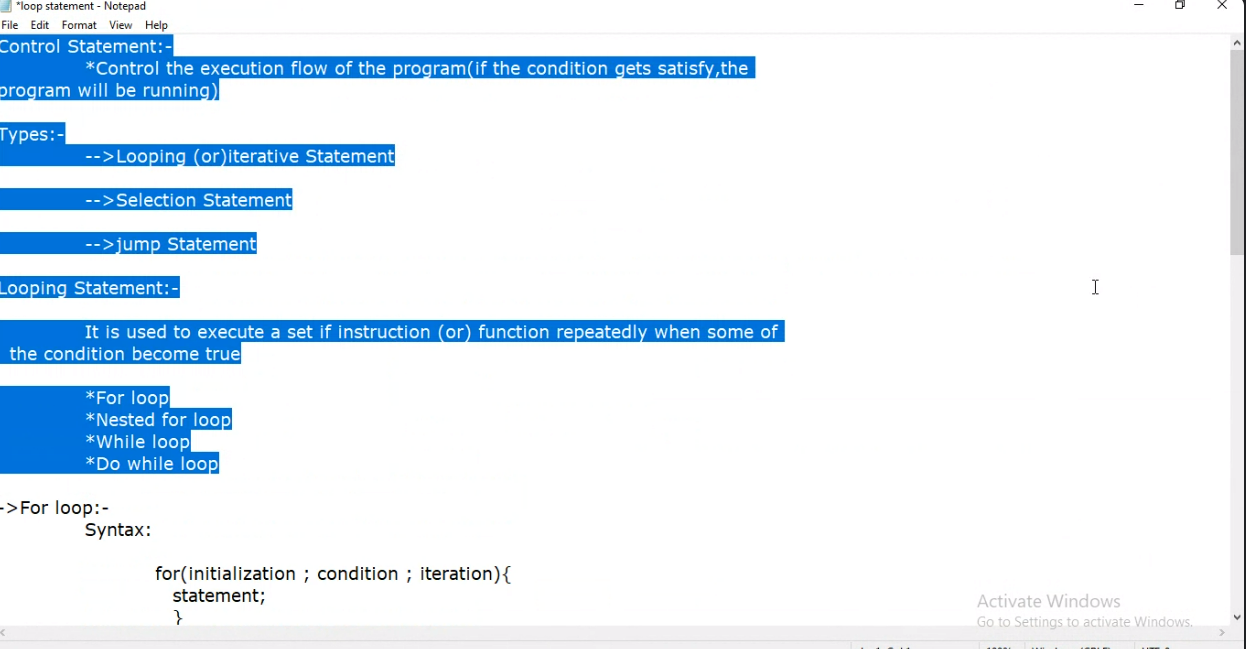 *loop statement - Notepad
File Edit Format View Help
Control Statement:-
*Control the execution flow of the program(if the condition gets satisfy,the
program will be running)
Types:-
-->Looping (or)iterative Statement
-->Selection Statement
-->jump Statement
Looping Statement:-
It is used to execute a set if instruction (or) function repeatedly when some of
the condition become true
*For loop
*Nested for loop
*While loop
*Do while loop
->For loop:-
Syntax:
for(initialization ; condition ; iteration){
statement;
}
Activate Windows
Go to Settings to activate Windows.